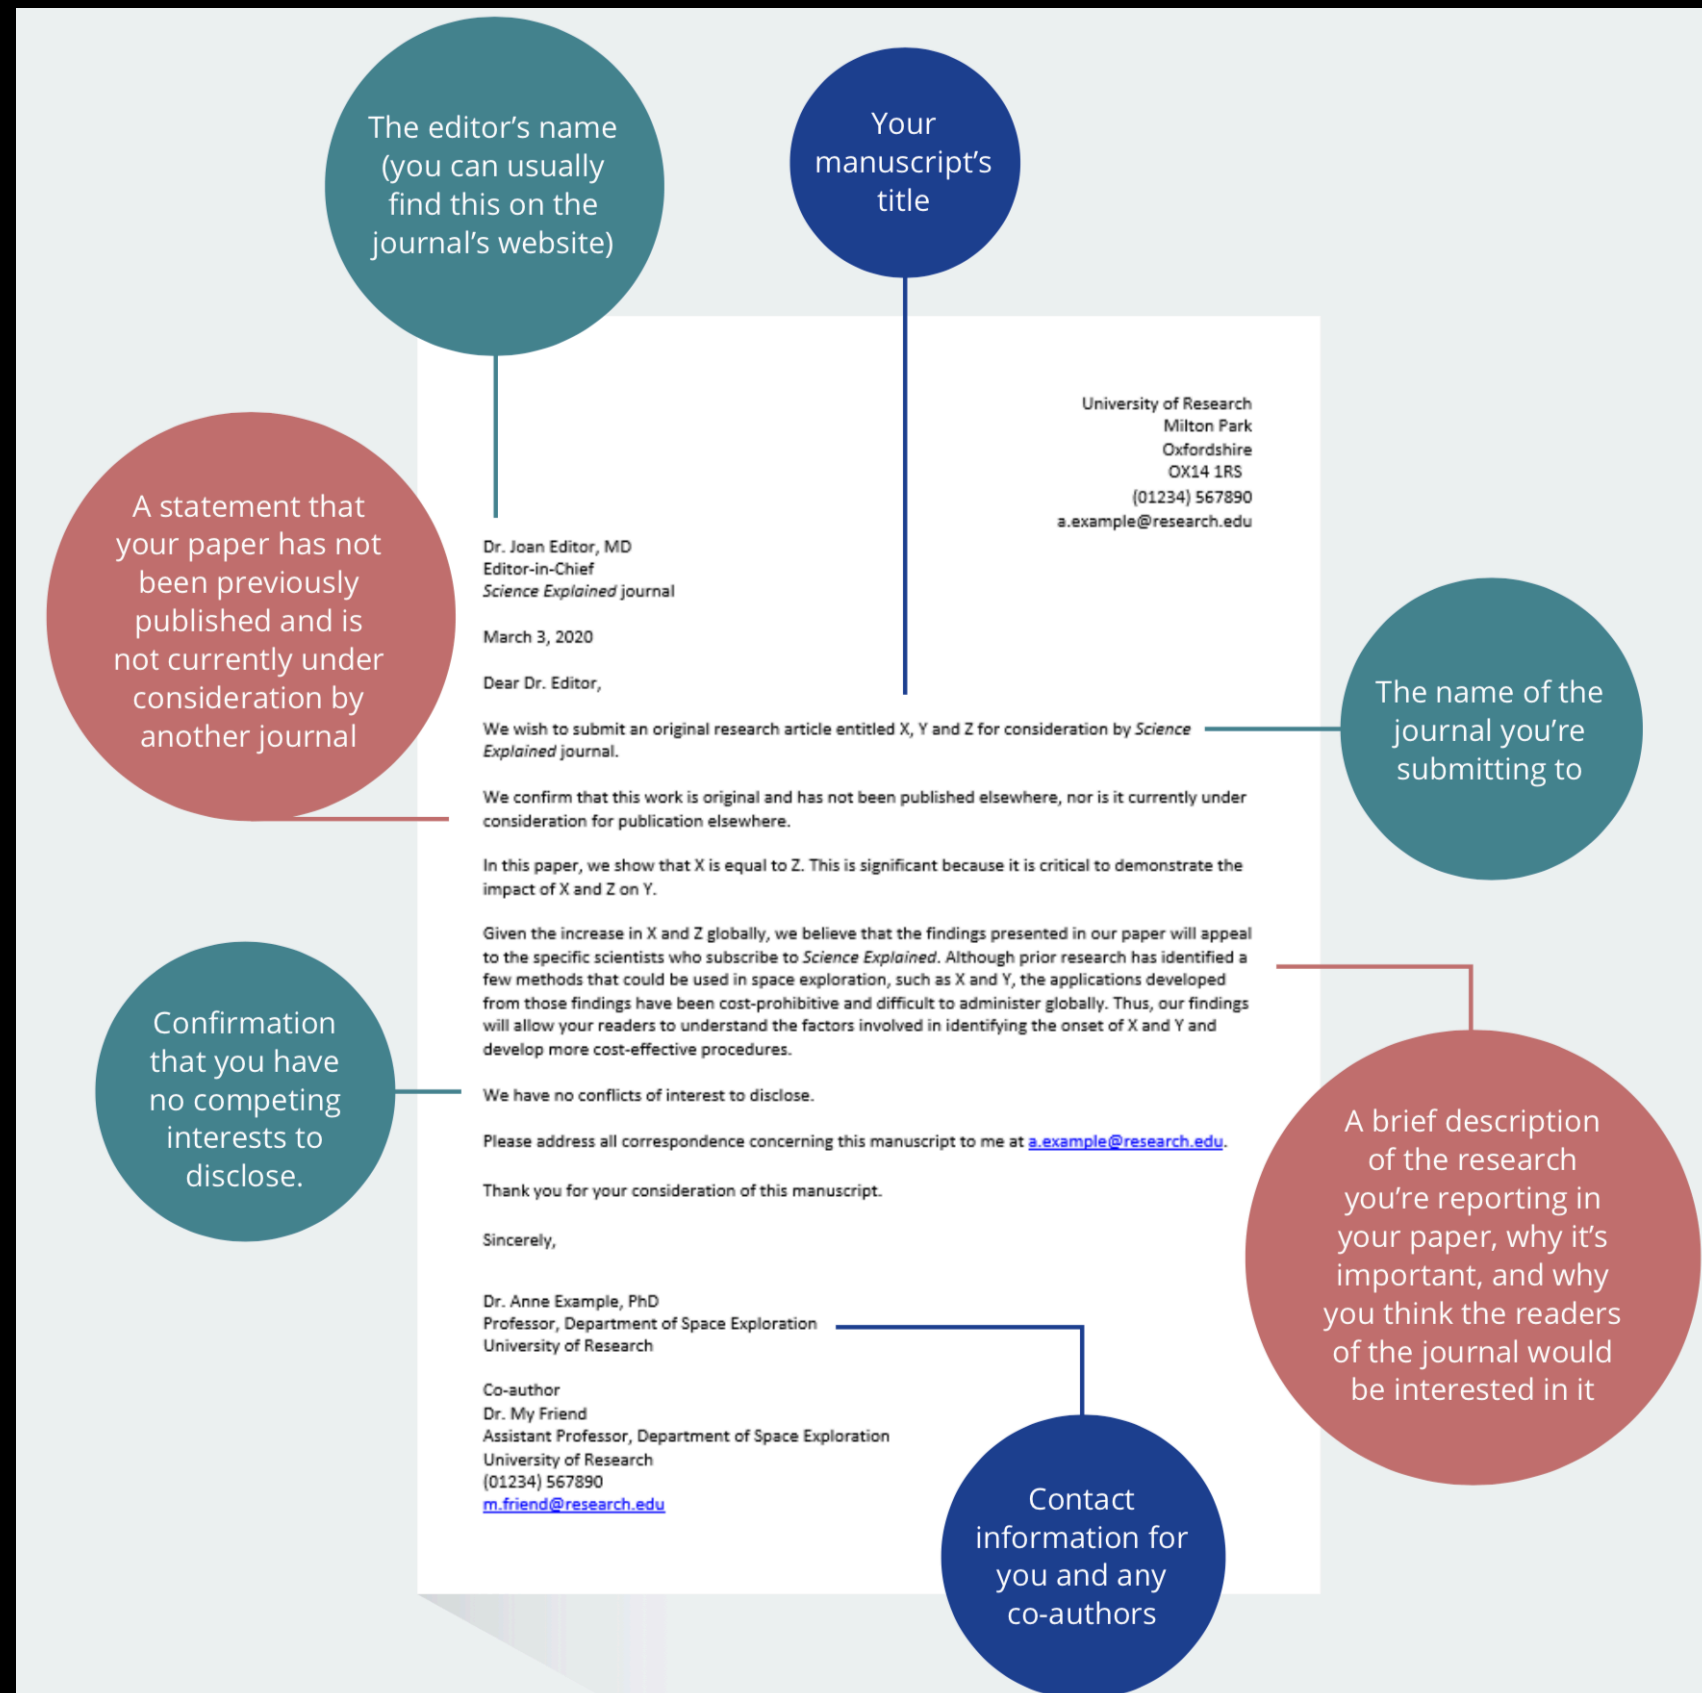 The editor's name
(you can usually
find this on the
journal's website)
Your
manuscript's
title
University of Research
Milton Park
Oxfordshire
OX14 1RS
(01234) 567890
a.example@research.edu
A statement that
your paper has not
been previously
published and is
not currently under
consideration by
another journal
Dr. Joan Editor, MD
Editor-in-Chief
Science Explained journal
March 3, 2020
Dear Dr. Editor,
We wish to submit an original research article entitled X, Y and Z for consideration by Science
Explained journal.
The name of the
journal you're
submitting to
We confirm that this work is original and has not been published elsewhere, nor is it currently under
consideration for publication elsewhere.
In this paper, we show that X is equal to Z. This is significant because it is critical to demonstrate the
impact of X and Z on Y.
Given the increase in X and Z globally, we believe that the findings presented in our paper will appeal
to the specific scientists who subscribe to Science Explained. Although prior research has identified a
few methods that could be used in space exploration, such as X and Y, the applications developed
from those findings have been cost-prohibitive and difficult to administer globally. Thus, our findings
will allow your readers to understand the factors involved in identifying the onset of X and Y and
develop more cost-effective procedures.
Confirmation
that you have
no competing
interests to
disclose.
We have no conflicts of interest to disclose.
Please address all correspondence concerning this manuscript to me at a.example@research.edu.
Thank you for your consideration of this manuscript.
A brief description
of the research
you're reporting in
your paper, why it's
important, and why
you think the readers
of the journal would
be interested in it
Sincerely,
Dr. Anne Example, PhD
Professor, Department of Space Exploration
University of Research
Co-author
Dr. My Friend
Assistant Professor, Department of Space Exploration
University of Research
(01234) 567890
m.friend@research.edu
Contact
information for
you and any
co-authors